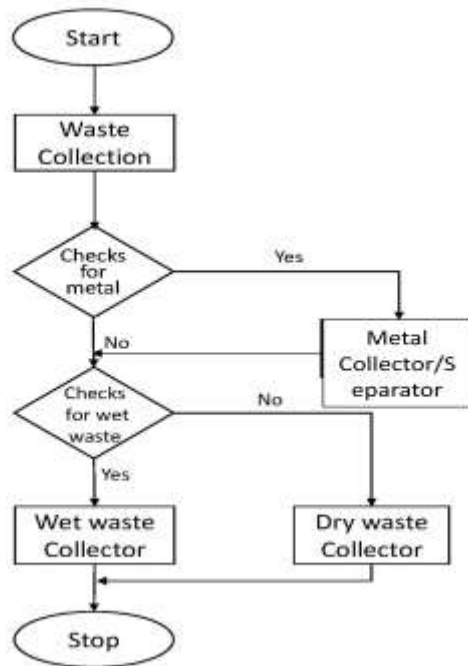 Start
Waste
Collection
Checks
for
metal
Yes
No
Metal
Collector/S
eparator
Checks
for wet
waste
No
Yes
Wet waste
Collector
Dry waste
Collector
Stop